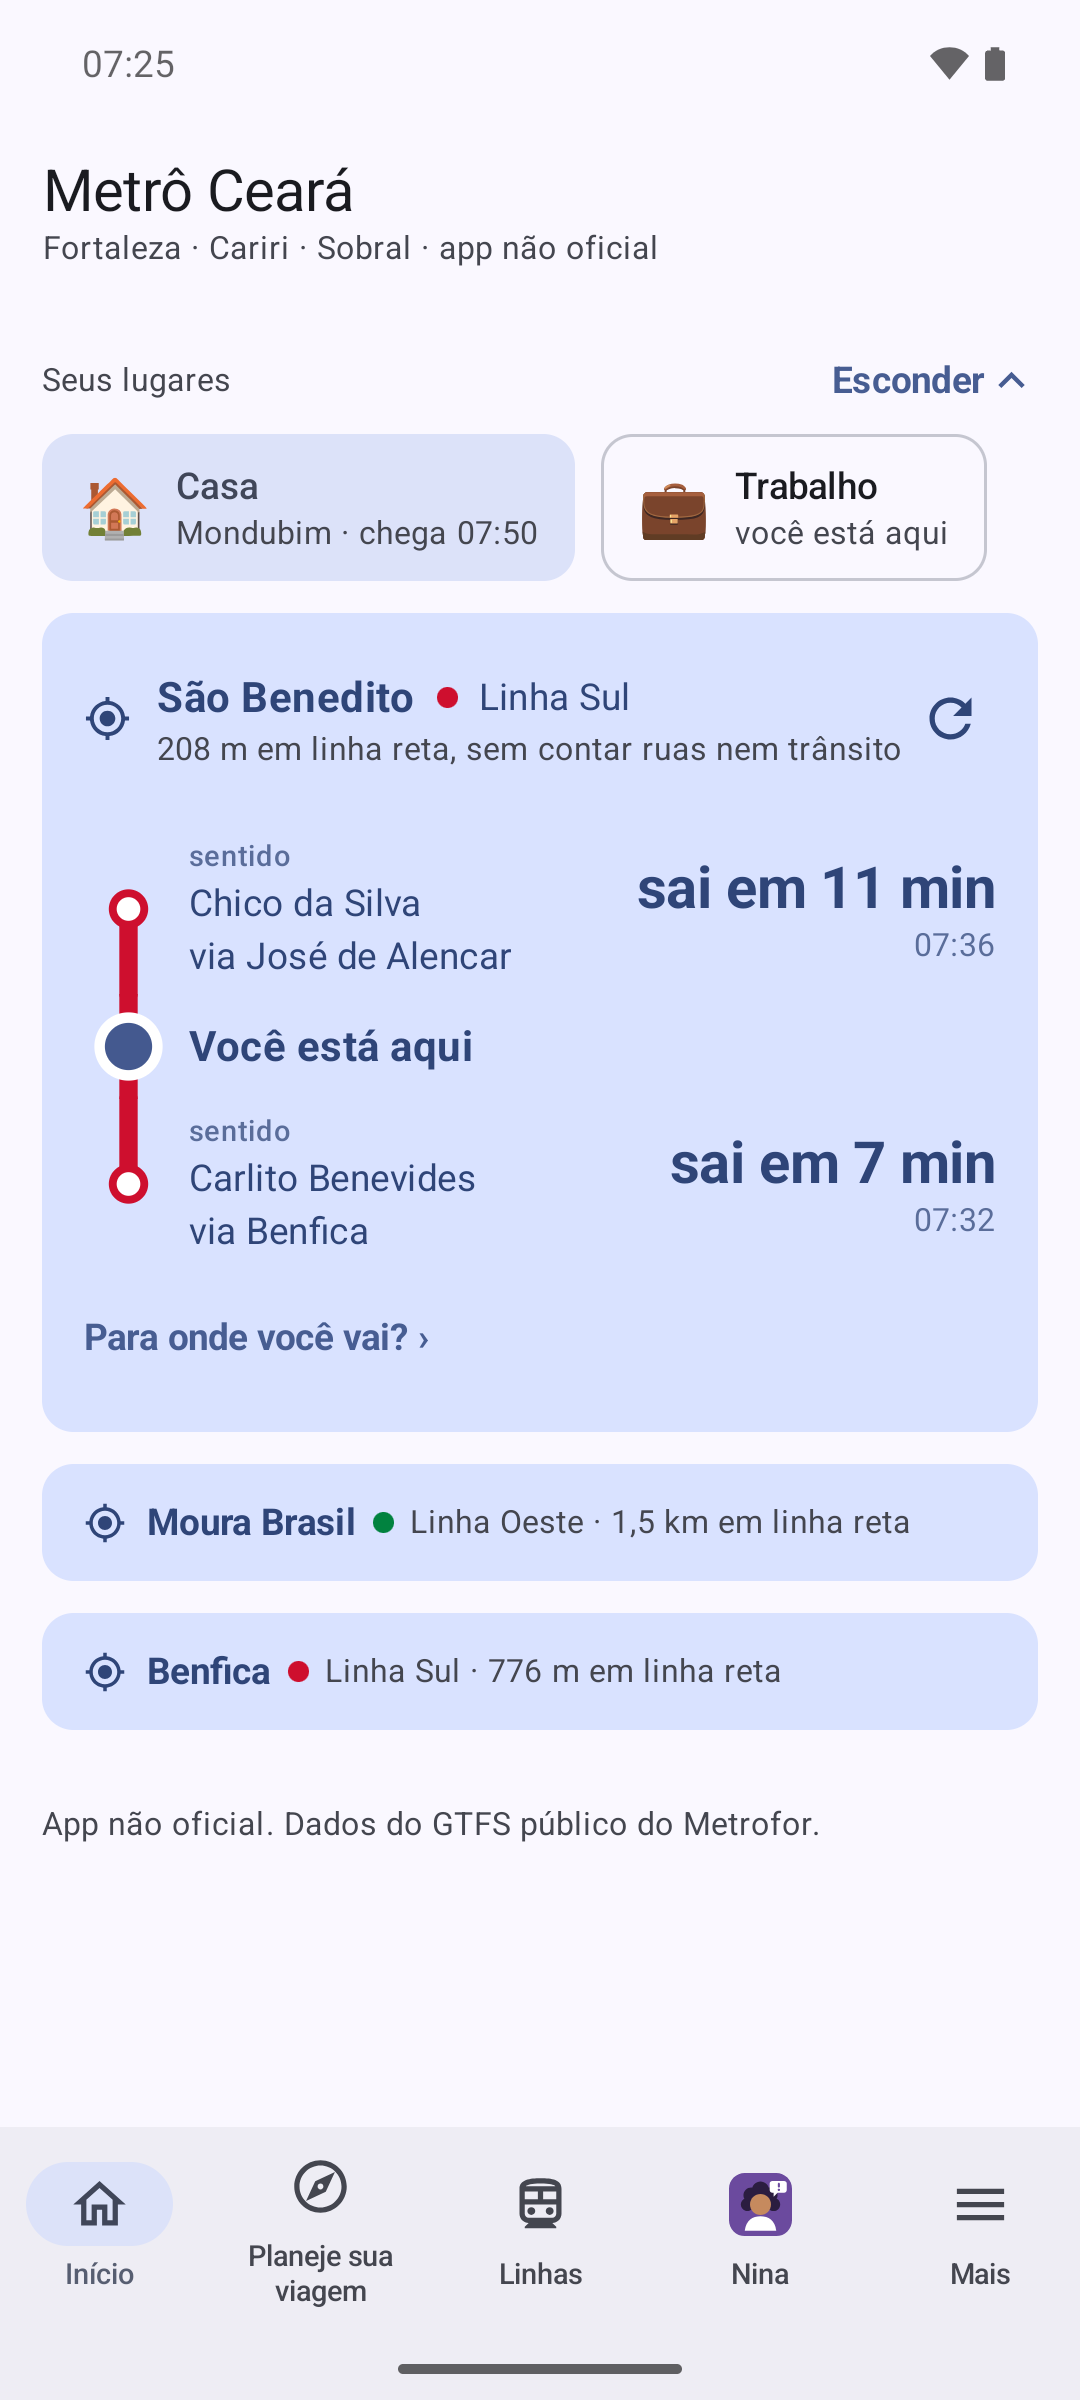 07:25
Metrô Ceará
Fortaleza · Cariri · Sobral · app não oficial
Seus lugares
Esconder
Casa
Mondubim · chega 07:50
Trabalho
você está aqui
São Benedito
Linha Sul
208 m em linha reta, sem contar ruas nem trânsito
sentido
Chico da Silva
via José de Alencar
sai em 11 min
07:36
Você está aqui
sentido
Carlito Benevides
via Benfica
sai em 7 min
07:32
Para onde você vai? ›
Moura Brasil
Linha Oeste · 1,5 km em linha reta
Benfica
Linha Sul · 776 m em linha reta
App não oficial. Dados do GTFS público do Metrofor.
Início
Planeje sua
viagem
Linhas
Nina
Mais